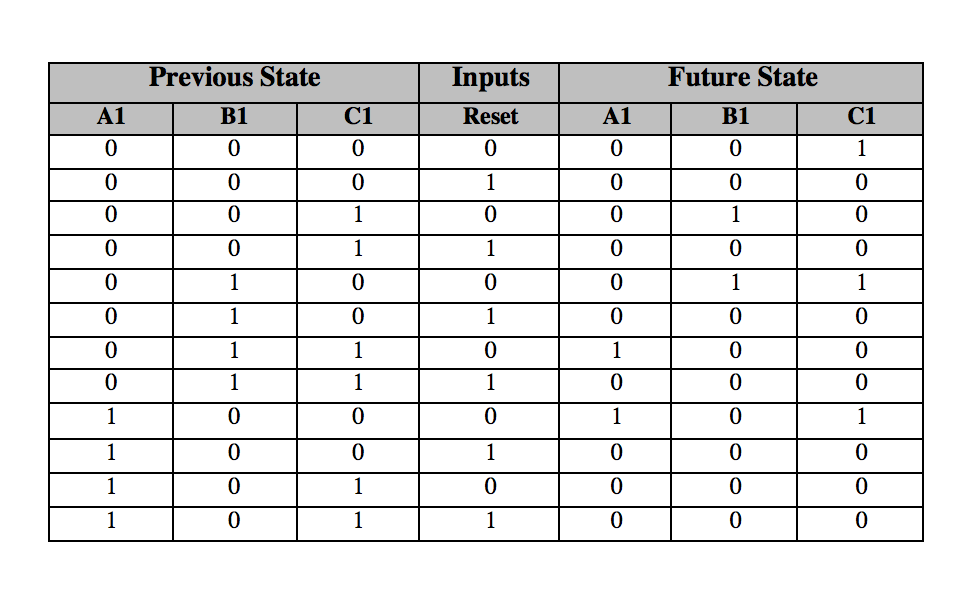 Previous State Inputs Future State
A1 B1 C1 Reset A1 B1 C1
0 0 0 0 0 0 1
0 0 0 1 0 0 0
0 0 1 0 0 1 0
0 0 1 1 0 0 0
0 1 0 0 0 1 1
0 1 0 1 0 0 0
0 1 1 0 1 0 0
0 1 1 1 0 0 0
1 0 0 0 1 0 1
1 0 0 1 0 0 0
1 0 1 0 0 0 0
1 0 1 1 0 0 0